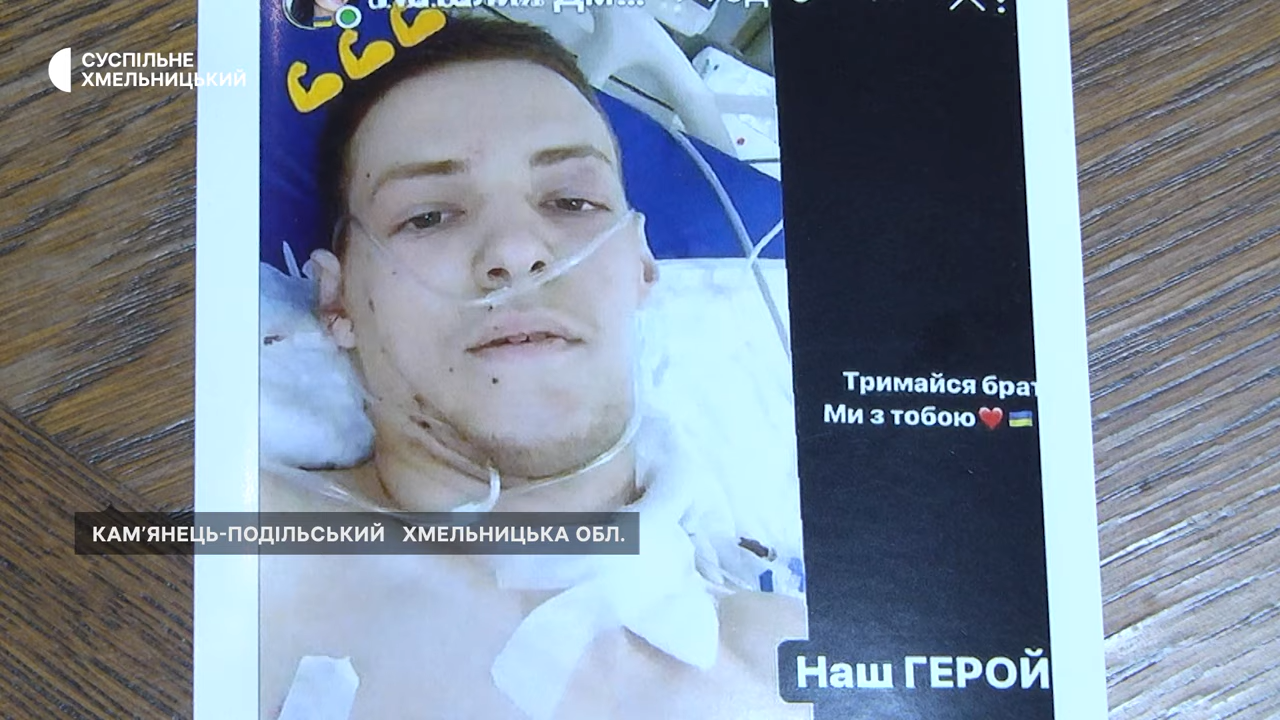 СУСПІЛЬНЕ
ХМЕЛЬНИЦЬКИЙ
Тримайся брат
Ми з тобою❤️🇺🇦
КАМ’ЯНЕЦЬ-ПОДІЛЬСЬКИЙ ХМЕЛЬНИЦЬКА ОБЛ.
Наш ГЕРОЙ